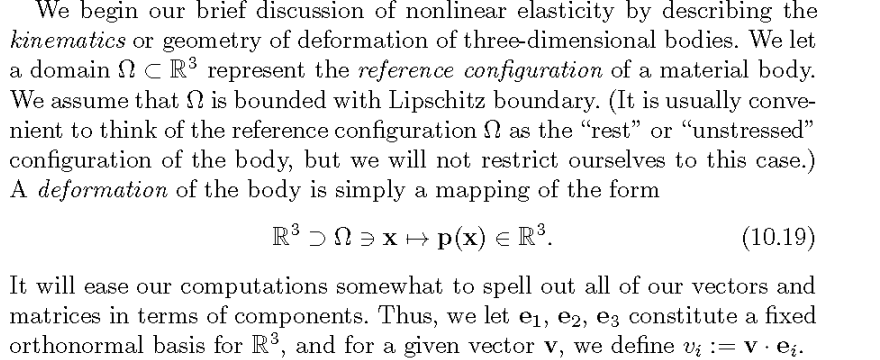 We begin our brief discussion of nonlinear elasticity by describing the
kinematics or geometry of deformation of three-dimensional bodies. We let
a domain Ω ⊂ ℝ³ represent the reference configuration of a material body.
We assume that Ω is bounded with Lipschitz boundary. (It is usually conve-
nient to think of the reference configuration Ω as the “rest” or “unstressed”
configuration of the body, but we will not restrict ourselves to this case.)
A deformation of the body is simply a mapping of the form
ℝ³ ⊃ Ω ∋ x ↦ p(x) ∈ ℝ³. (10.19)
It will ease our computations somewhat to spell out all of our vectors and
matrices in terms of components. Thus, we let e₁, e₂, e₃ constitute a fixed
orthonormal basis for ℝ³, and for a given vector v, we define vᵢ := v · eᵢ.